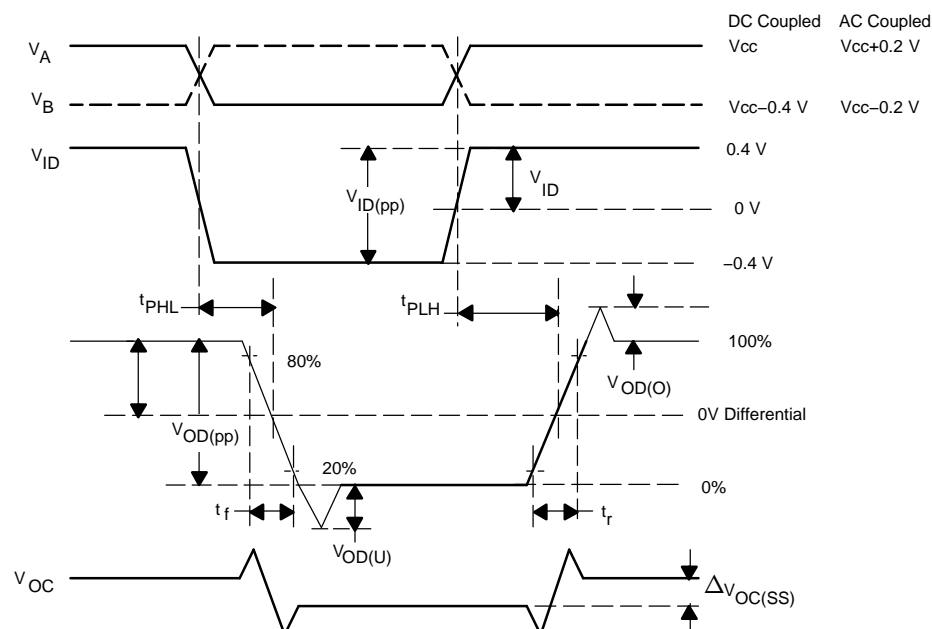 DC Coupled AC Coupled
VA Vcc Vcc+0.2 V
VB Vcc−0.4 V Vcc−0.2 V
VID 0.4 V
VID(pp) VID
0 V
−0.4 V
tPHL tPLH
100%
80%
VOD(O)
0V Differential
VOD(pp)
20%
0%
tf tr
VOD(U)
VOC ΔVOC(SS)